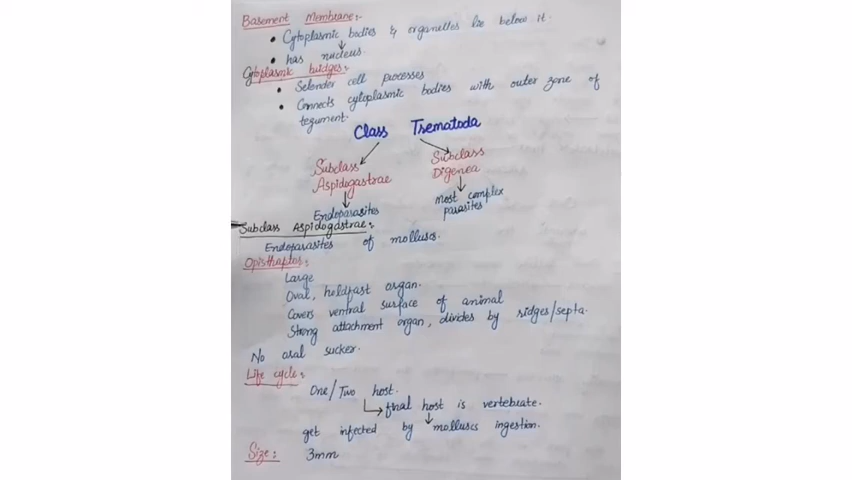 Basement Membrane:-
• Cytoplasmic bodies & organelles lie below it.
• has nucleus.
Cytoplasmic bridges:
• Selender cell processes
• Connects cytoplasmic bodies with outer zone of
tegument.
Class Trematoda
Subclass
Aspidogastrae
Endoparasites
Subclass
Digenea
most complex
parasites
Subclass Aspidogastrae:
Endoparasites of molluscs.
Opisthaptor:
Large
Oval, holdfast organ.
Covers ventral surface of animal
Strong attachment organ, divides by ridges/septa.
No oral sucker.
Life cycle:
One/Two host.
final host is vertebrate.
get infected by molluscs ingestion.
Size: 3mm